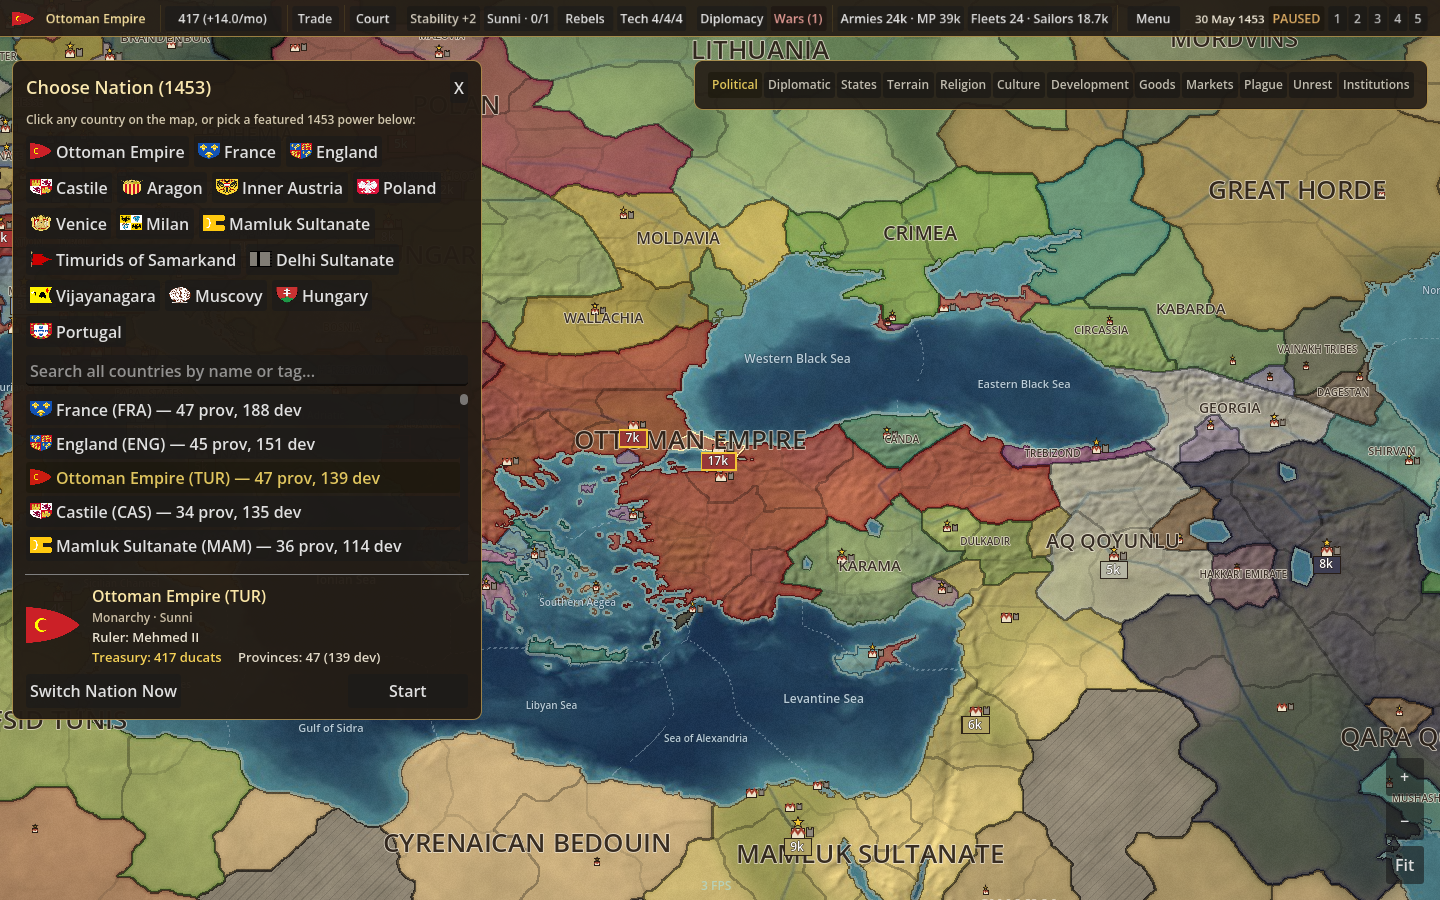 Ottoman Empire 417 (+14.0/mo) Trade Court Stability +2 Sunni · 0/1 Rebels Tech 4/4/4 Diplomacy Wars (1) Armies 24k · MP 39k Fleets 24 · Sailors 18.7k Menu 30 May 1453 PAUSED 1 2 3 4 5
LITHUANIA
MORDVINS
Choose Nation (1453) X
Political Diplomatic States Terrain Religion Culture Development Goods Markets Plague Unrest Institutions
Click any country on the map, or pick a featured 1453 power below:
Ottoman Empire France England
Castile Aragon Inner Austria Poland
Venice Milan Mamluk Sultanate
Timurids of Samarkand Delhi Sultanate
Vijayanagara Muscovy Hungary
Portugal
Search all countries by name or tag...
France (FRA) — 47 prov, 188 dev
England (ENG) — 45 prov, 151 dev
Ottoman Empire (TUR) — 47 prov, 139 dev
Castile (CAS) — 34 prov, 135 dev
Mamluk Sultanate (MAM) — 36 prov, 114 dev
Ottoman Empire (TUR)
Monarchy · Sunni
Ruler: Mehmed II
Treasury: 417 ducats Provinces: 47 (139 dev)
Switch Nation Now Start
GREAT HORDE
MOLDAVIA
CRIMEA
WALLACHIA
KABARDA
CIRCASSIA
VAINAKH TRIBES
Western Black Sea
Eastern Black Sea
DAGESTAN
GEORGIA
OTTOMAN EMPIRE
7k
17k
CANDA
TREBIZOND
SHIRVAN
DULKADIR
AQ QOYUNLU
KARAMA
5k
8k
HAKKARI EMIRATE
Southern Aegea
Levantine Sea
Libyan Sea
Gulf of Sidra
6k
Sea of Alexandria
QARA Q
CYRENAICAN BEDOUIN
9k
MAMLUK SULTANATE
3 FPS
+
−
Fit